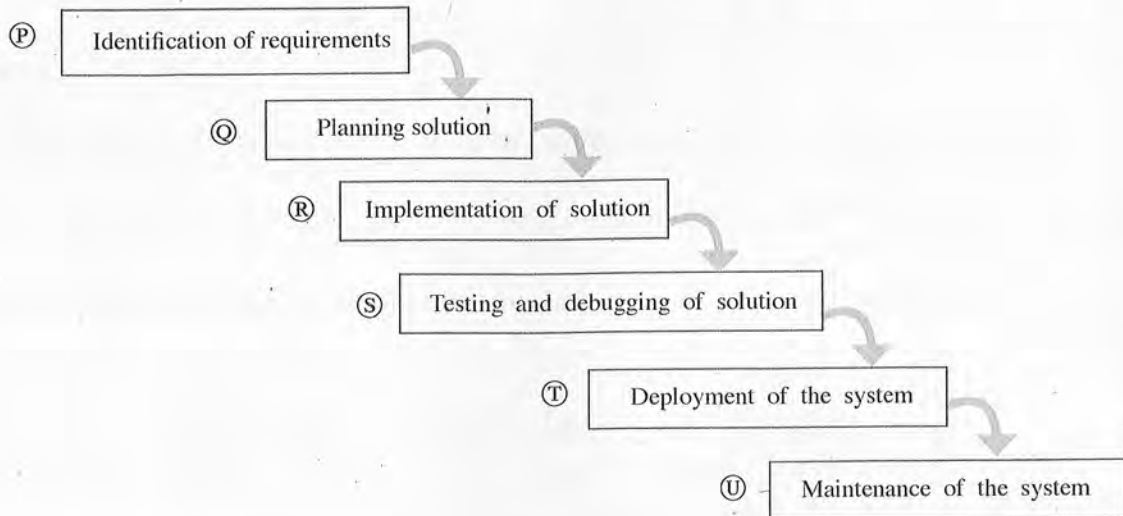 Ⓟ Identification of requirements
Ⓠ Planning solution
Ⓡ Implementation of solution
Ⓢ Testing and debugging of solution
Ⓣ Deployment of the system
Ⓤ Maintenance of the system